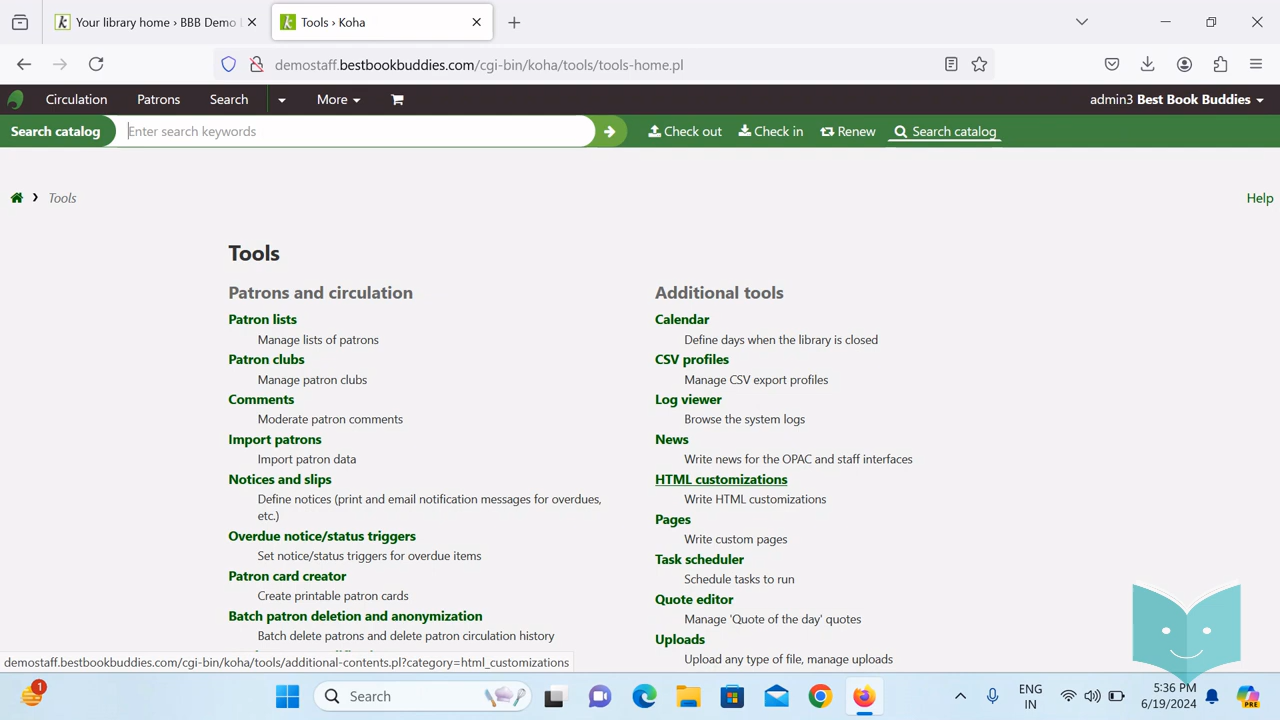 Your library home › BBB Demo
Tools › Koha
demostaff.bestbookbuddies.com/cgi-bin/koha/tools/tools-home.pl
Circulation Patrons Search More admin3 Best Book Buddies
Search catalog Enter search keywords Check out Check in Renew Search catalog
Tools Help
Tools
Patrons and circulation
Patron lists
Manage lists of patrons
Patron clubs
Manage patron clubs
Comments
Moderate patron comments
Import patrons
Import patron data
Notices and slips
Define notices (print and email notification messages for overdues,
etc.)
Overdue notice/status triggers
Set notice/status triggers for overdue items
Patron card creator
Create printable patron cards
Batch patron deletion and anonymization
Batch delete patrons and delete patron circulation history
Additional tools
Calendar
Define days when the library is closed
CSV profiles
Manage CSV export profiles
Log viewer
Browse the system logs
News
Write news for the OPAC and staff interfaces
HTML customizations
Write HTML customizations
Pages
Write custom pages
Task scheduler
Schedule tasks to run
Quote editor
Manage 'Quote of the day' quotes
Uploads
Upload any type of file, manage uploads
demostaff.bestbookbuddies.com/cgi-bin/koha/tools/additional-contents.pl?category=html_customizations
1
Search
ENG
IN
5:36 PM
6/19/2024
PRE